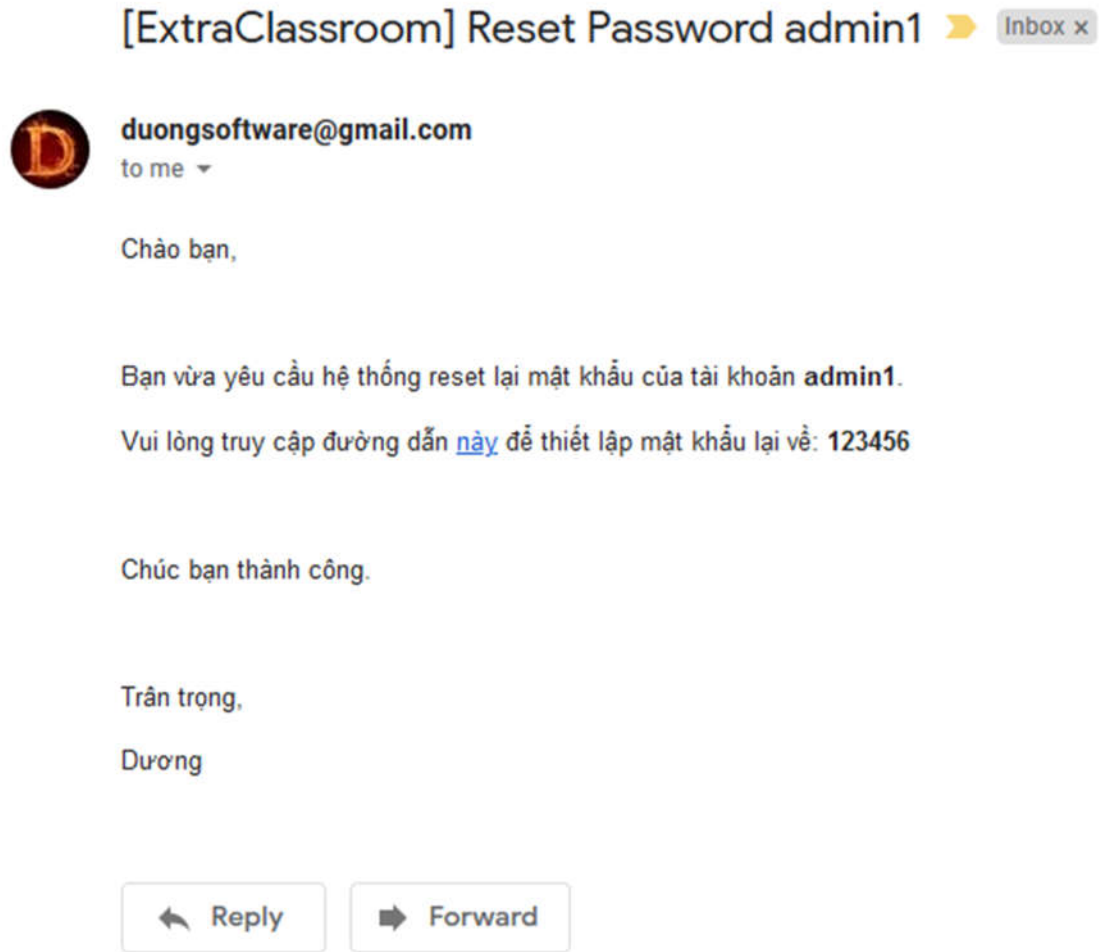 [ExtraClassroom] Reset Password admin1 Inbox x
D
duongsoftware@gmail.com
to me
Chào bạn,
Bạn vừa yêu cầu hệ thống reset lại mật khẩu của tài khoản admin1.
Vui lòng truy cập đường dẫn này để thiết lập mật khẩu lại về: 123456
Chúc bạn thành công.
Trân trọng,
Dương
Reply Forward